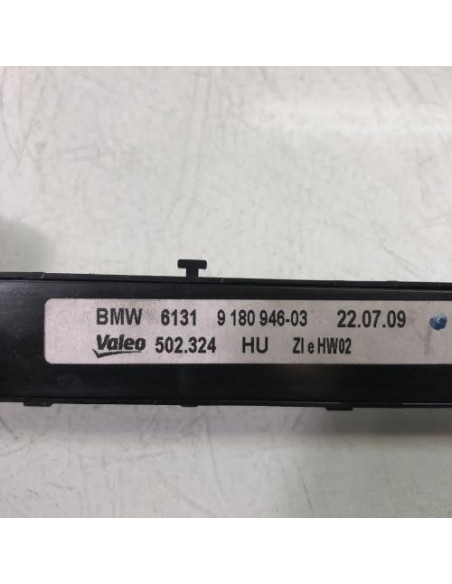 BMW 6131 9 180 946-03 22.07.09
Valeo 502.324 HU ZI e HW02